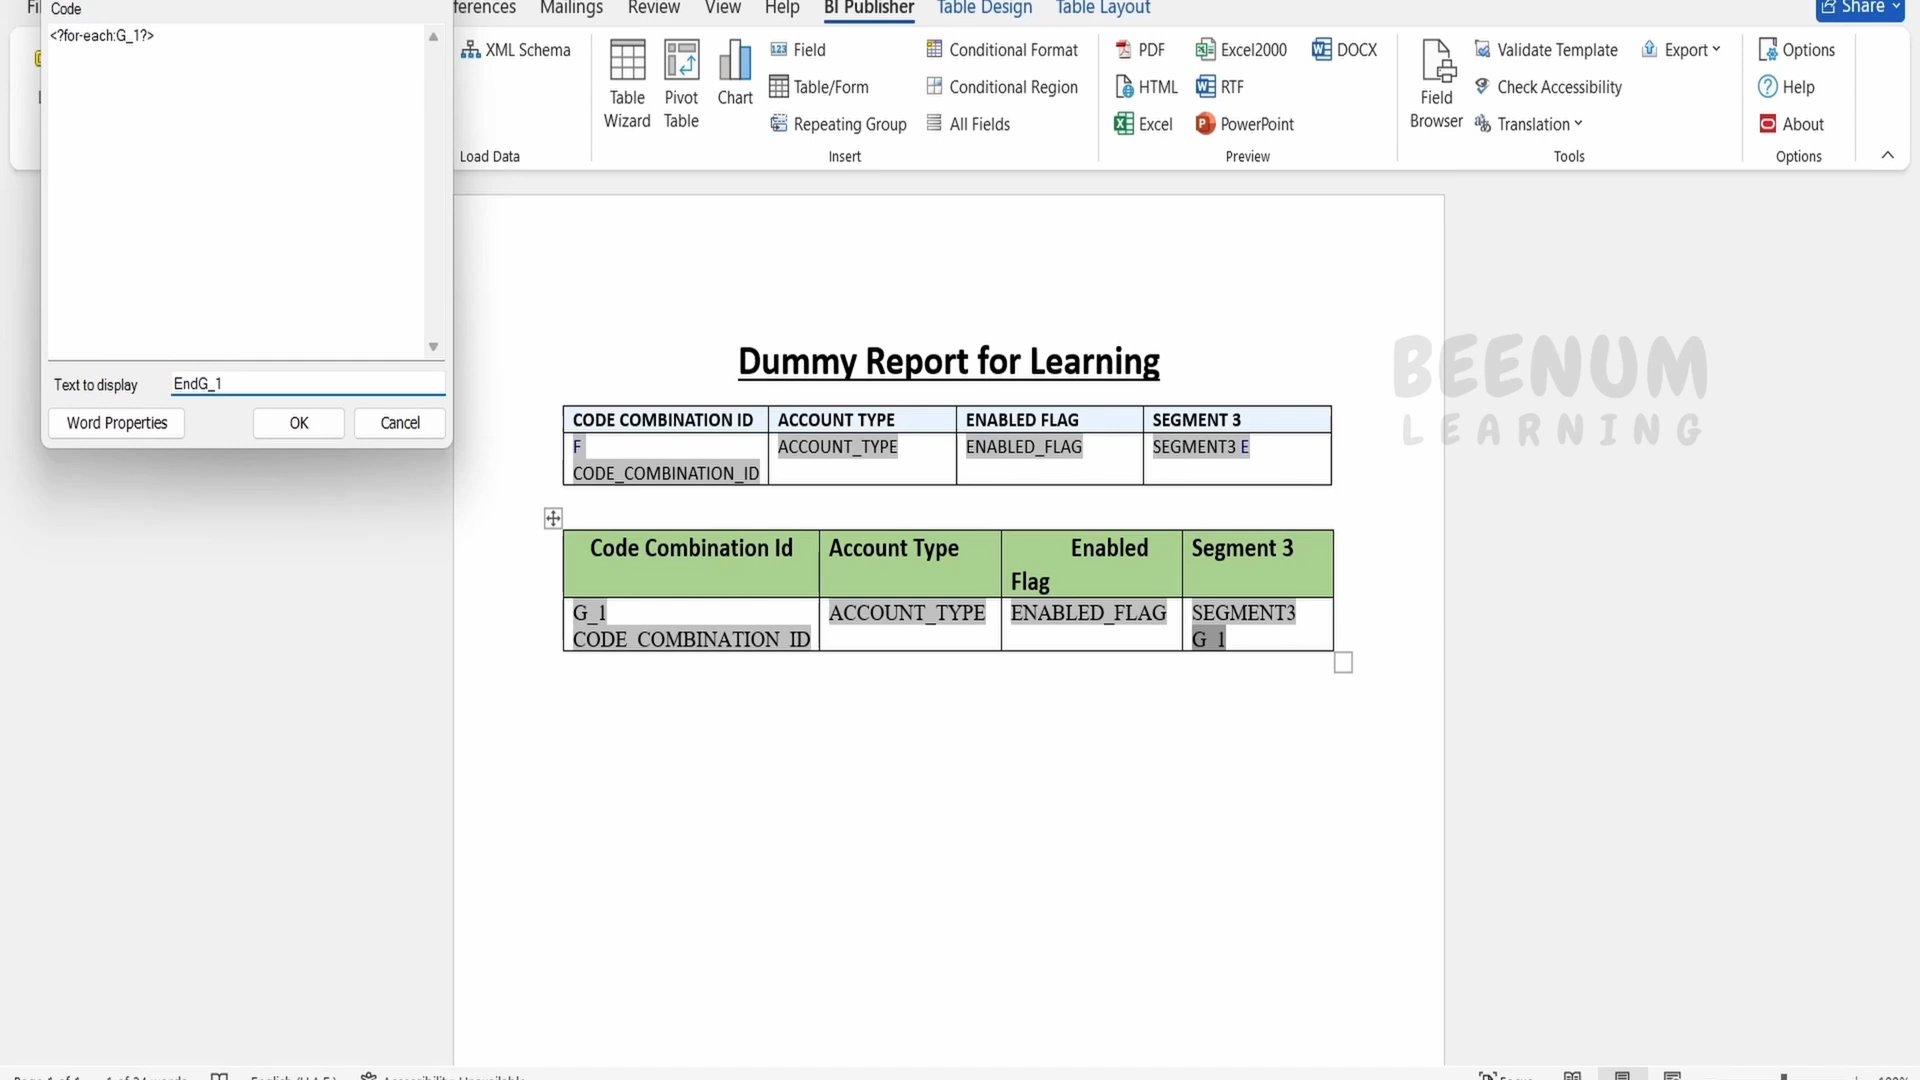 Code
<?for-each:G_1?>
Text to display EndG_1
Word Properties OK Cancel
ferences Mailings Review View Help BI Publisher Table Design Table Layout Share
XML Schema
Load Data
Table Wizard
Pivot Table
Chart
Field
Table/Form
Repeating Group
Conditional Format
Conditional Region
All Fields
Insert
PDF Excel2000 DOCX
HTML RTF
Excel PowerPoint
Preview
Field Browser
Validate Template Export
Check Accessibility
Translation
Tools
Options
Help
About
Options
Dummy Report for Learning
CODE COMBINATION ID ACCOUNT TYPE ENABLED FLAG SEGMENT 3
F ACCOUNT_TYPE ENABLED_FLAG SEGMENT3 E
CODE_COMBINATION_ID
Code Combination Id Account Type Enabled Segment 3
Flag
G_1 ACCOUNT_TYPE ENABLED_FLAG SEGMENT3
CODE_COMBINATION_ID G_1
BEENUM
LEARNING